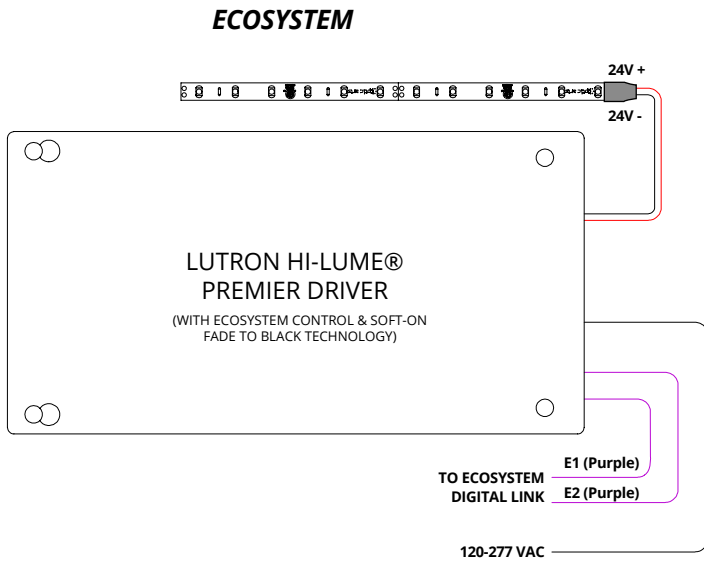 ECOSYSTEM
24V +
24V -
LUTRON HI-LUME®
PREMIER DRIVER
(WITH ECOSYSTEM CONTROL & SOFT-ON
FADE TO BLACK TECHNOLOGY)
E1 (Purple)
TO ECOSYSTEM
DIGITAL LINK
E2 (Purple)
120-277 VAC